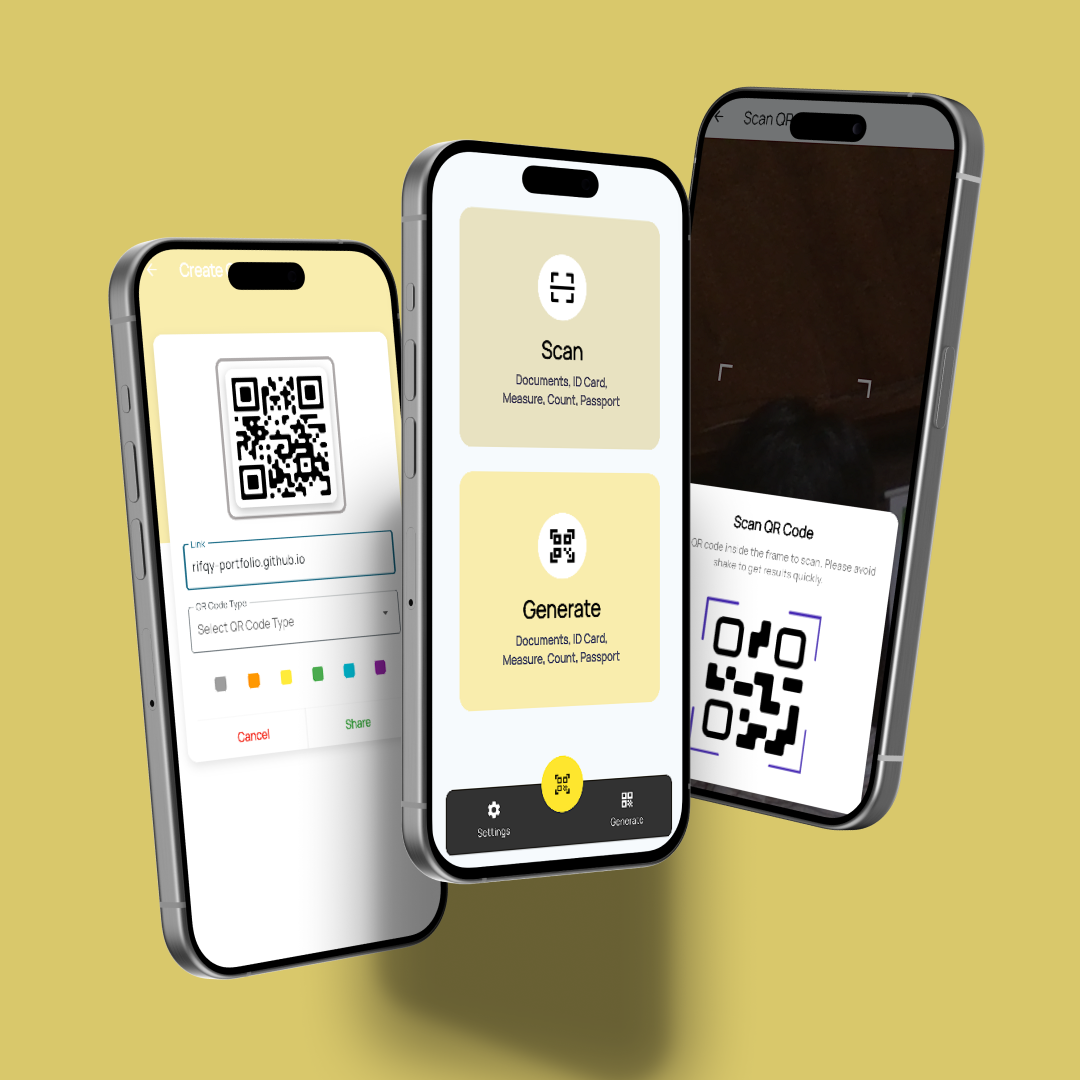 Create
Link
rifqy-portfolio.github.io
QR Code Type
Select QR Code Type
Cancel
Share
Scan
Documents, ID Card,
Measure, Count, Passport
Generate
Documents, ID Card,
Measure, Count, Passport
Settings
Generate
Scan QR
Scan QR Code
QR code inside the frame to scan. Please avoid
shake to get results quickly.